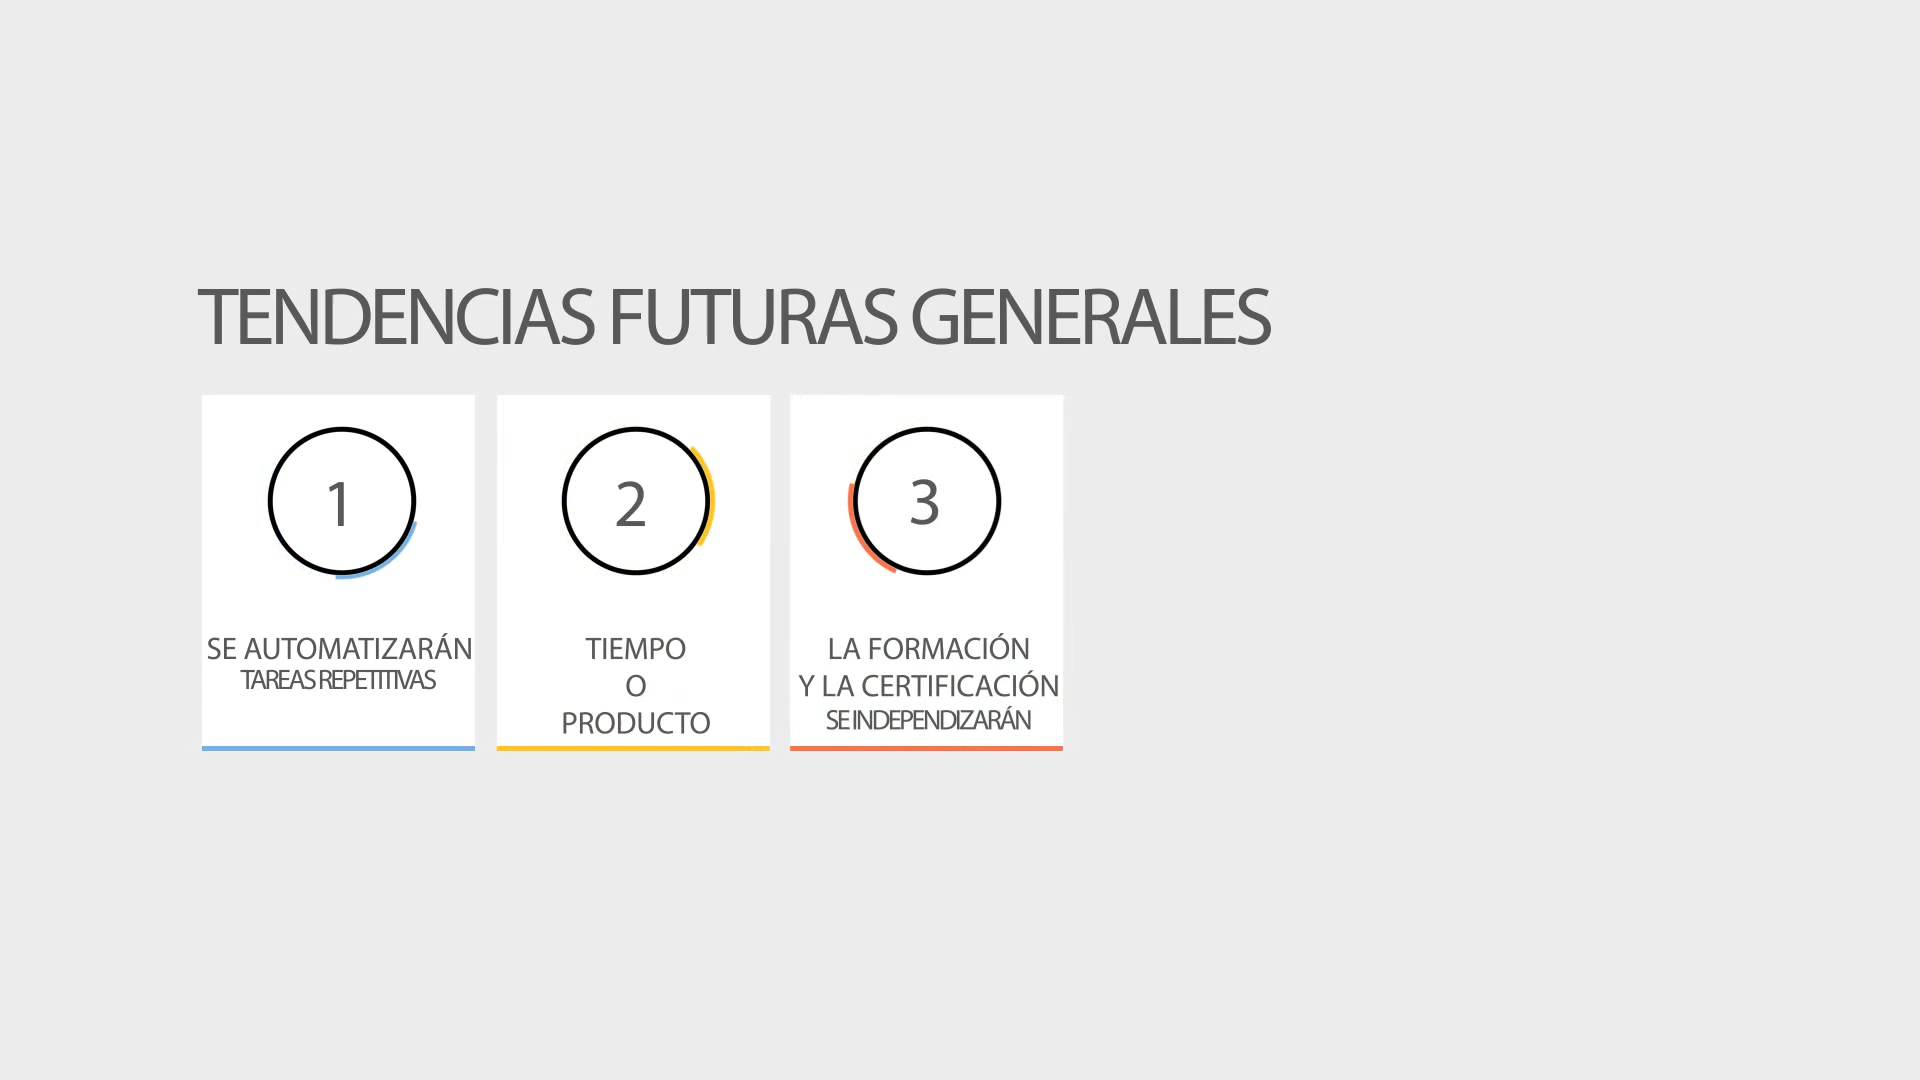 TENDENCIAS FUTURAS GENERALES
1
SE AUTOMATIZARÁN
TAREAS REPETITIVAS
2
TIEMPO
O
PRODUCTO
3
LA FORMACIÓN
Y LA CERTIFICACIÓN
SE INDEPENDIZARÁN